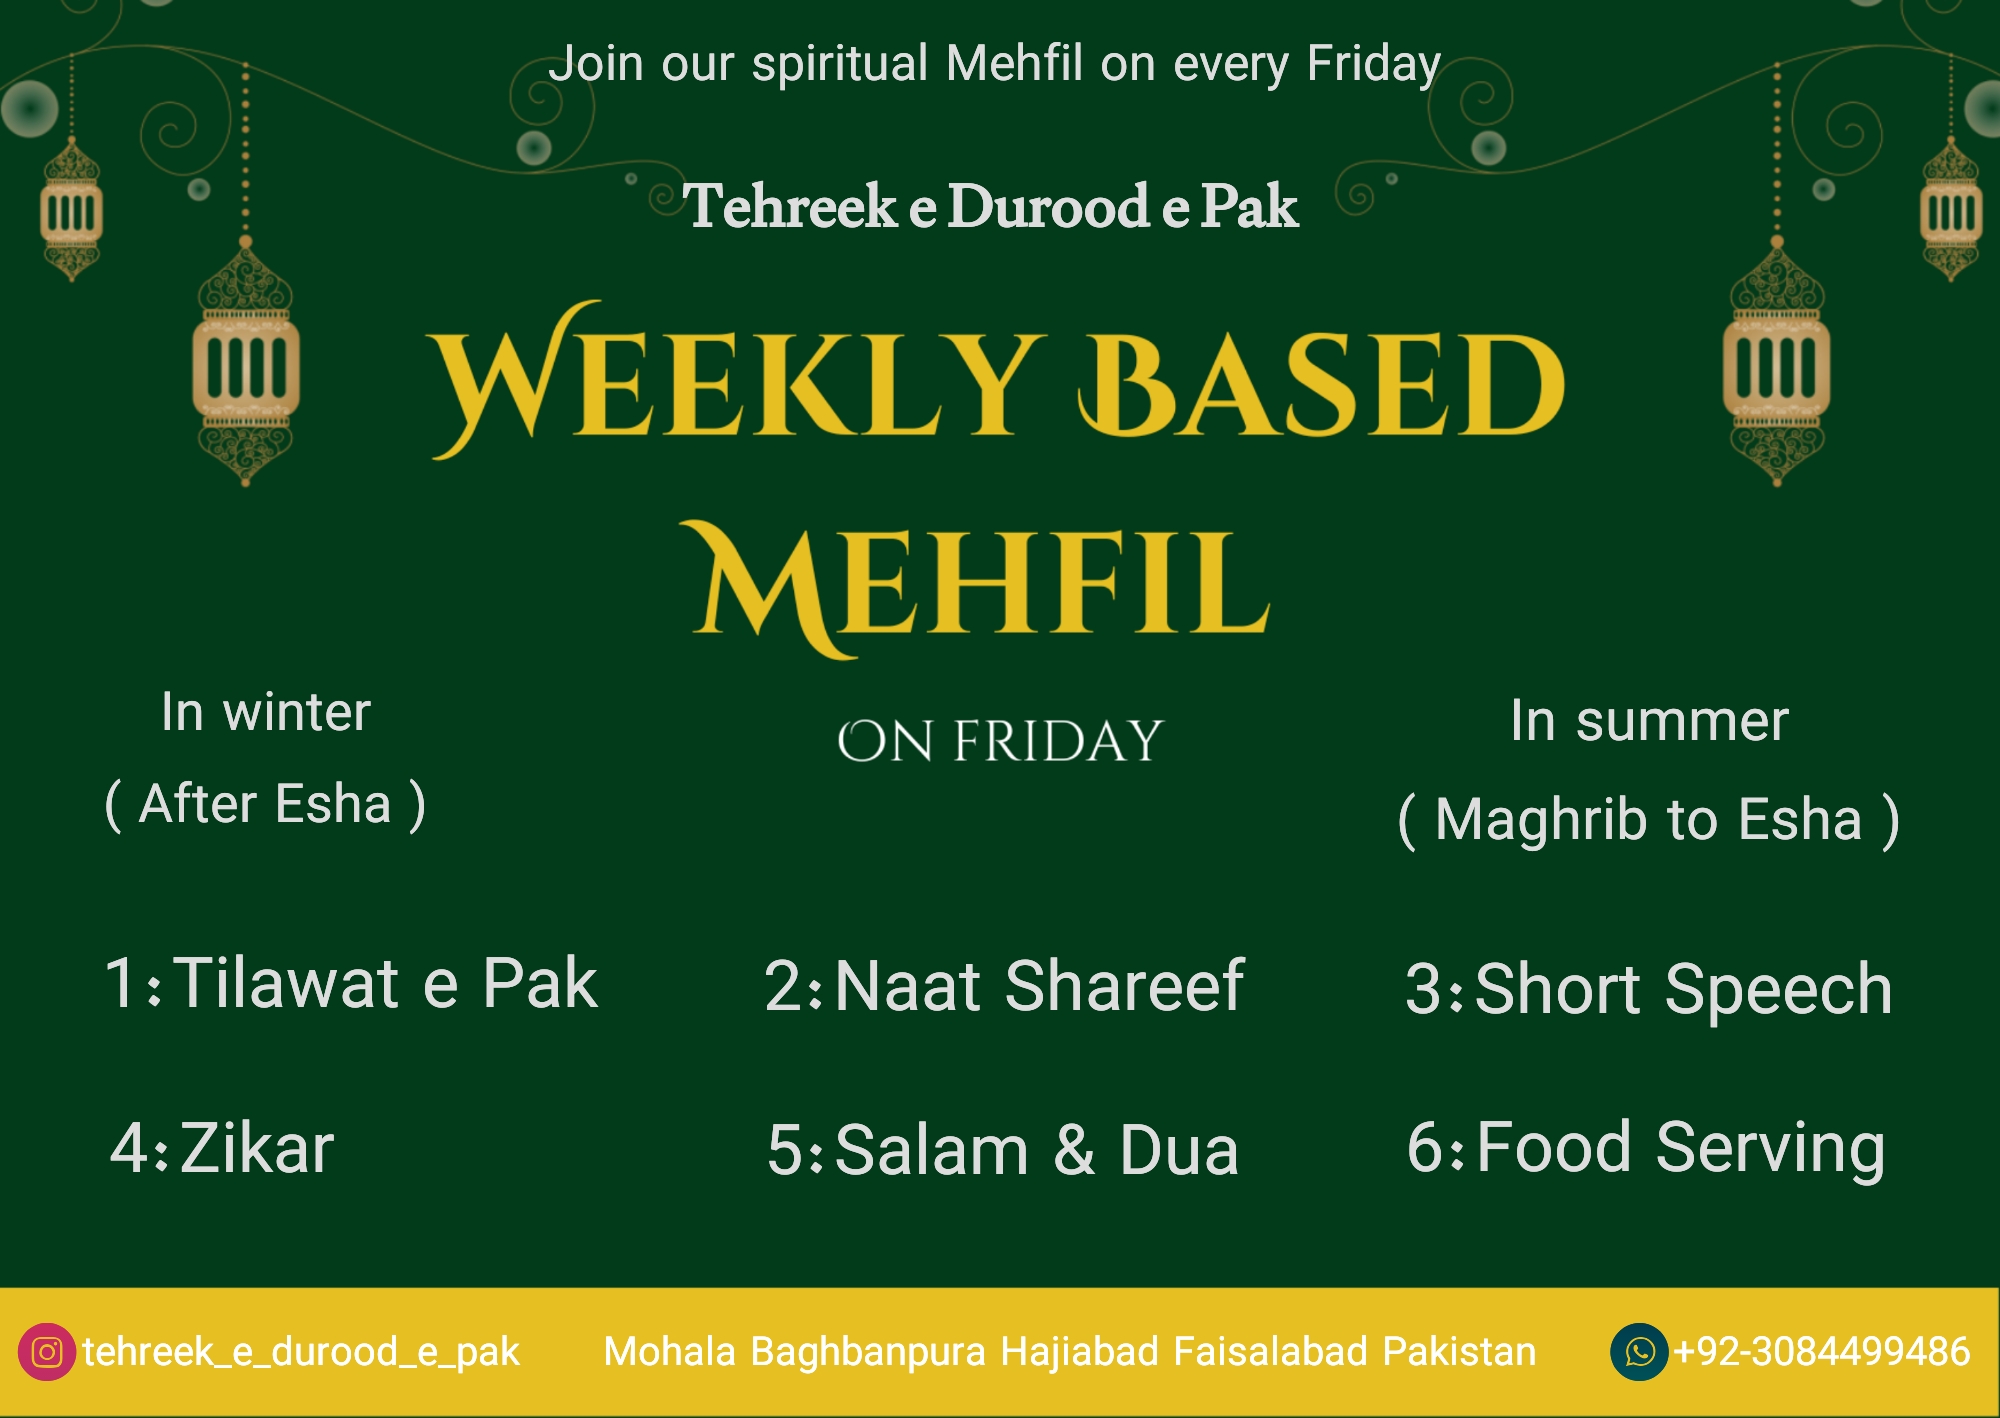 Join our spiritual Mehfil on every Friday
Tehreek e Durood e Pak
WEEKLY BASED
MEHFIL
ON FRIDAY
In winter
( After Esha )
In summer
( Maghrib to Esha )
1:Tilawat e Pak
2:Naat Shareef
3:Short Speech
4:Zikar
5:Salam & Dua
6:Food Serving
tehreek_e_durood_e_pak
Mohala Baghbanpura Hajiabad Faisalabad Pakistan
+92-3084499486